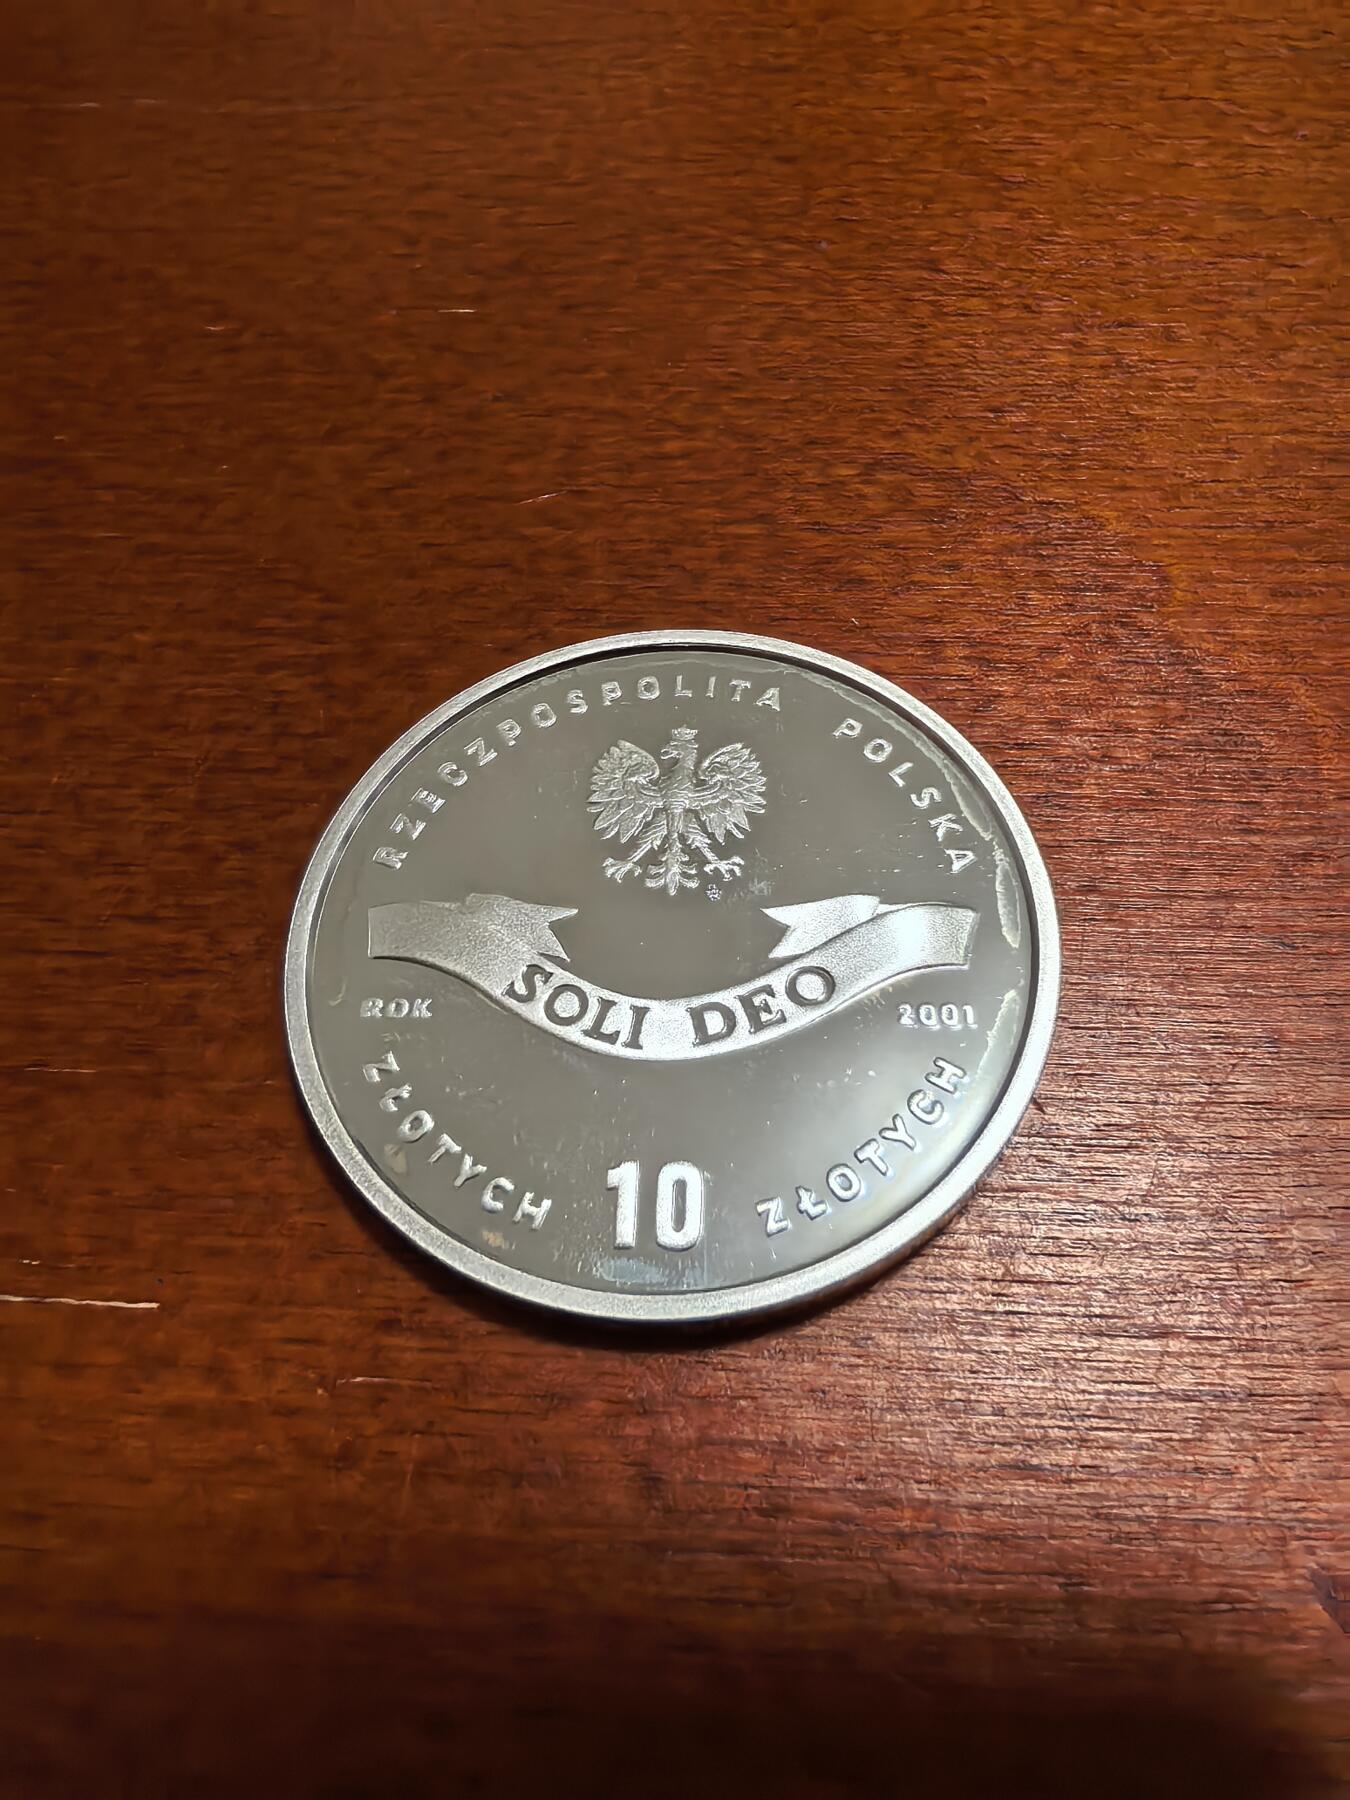 RZECZPOSPOLITA POLSKA
SOLI DEO
ROK 2001
ZŁOTYCH 10 ZŁOTYCH